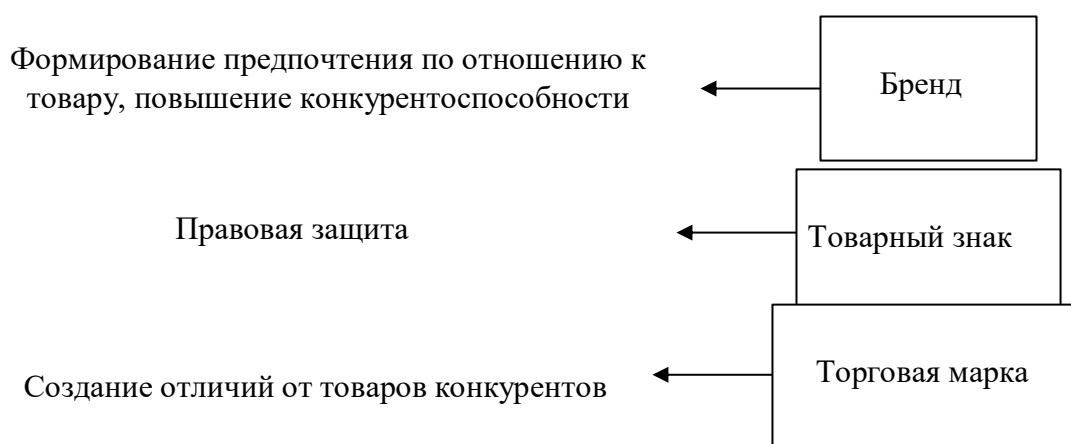 Формирование предпочтения по отношению к
товару, повышение конкурентоспособности
Бренд
Правовая защита
Товарный знак
Создание отличий от товаров конкурентов
Торговая марка